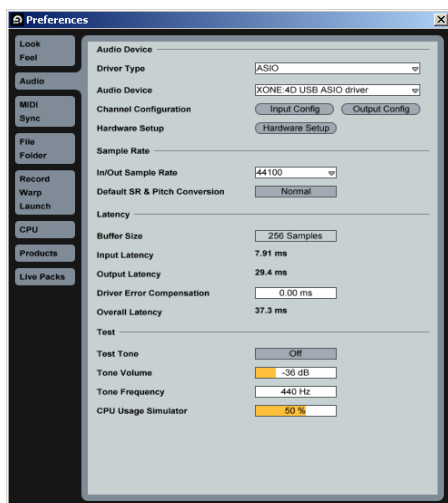 Preferences
Look
Feel
Audio
MIDI
Sync
File
Folder
Record
Warp
Launch
CPU
Products
Live Packs
Audio Device
Driver Type ASIO
Audio Device XONE:4D USB ASIO driver
Channel Configuration Input Config Output Config
Hardware Setup Hardware Setup
Sample Rate
In/Out Sample Rate 44100
Default SR & Pitch Conversion Normal
Latency
Buffer Size 256 Samples
Input Latency 7.91 ms
Output Latency 29.4 ms
Driver Error Compensation 0.00 ms
Overall Latency 37.3 ms
Test
Test Tone Off
Tone Volume -36 dB
Tone Frequency 440 Hz
CPU Usage Simulator 50 %